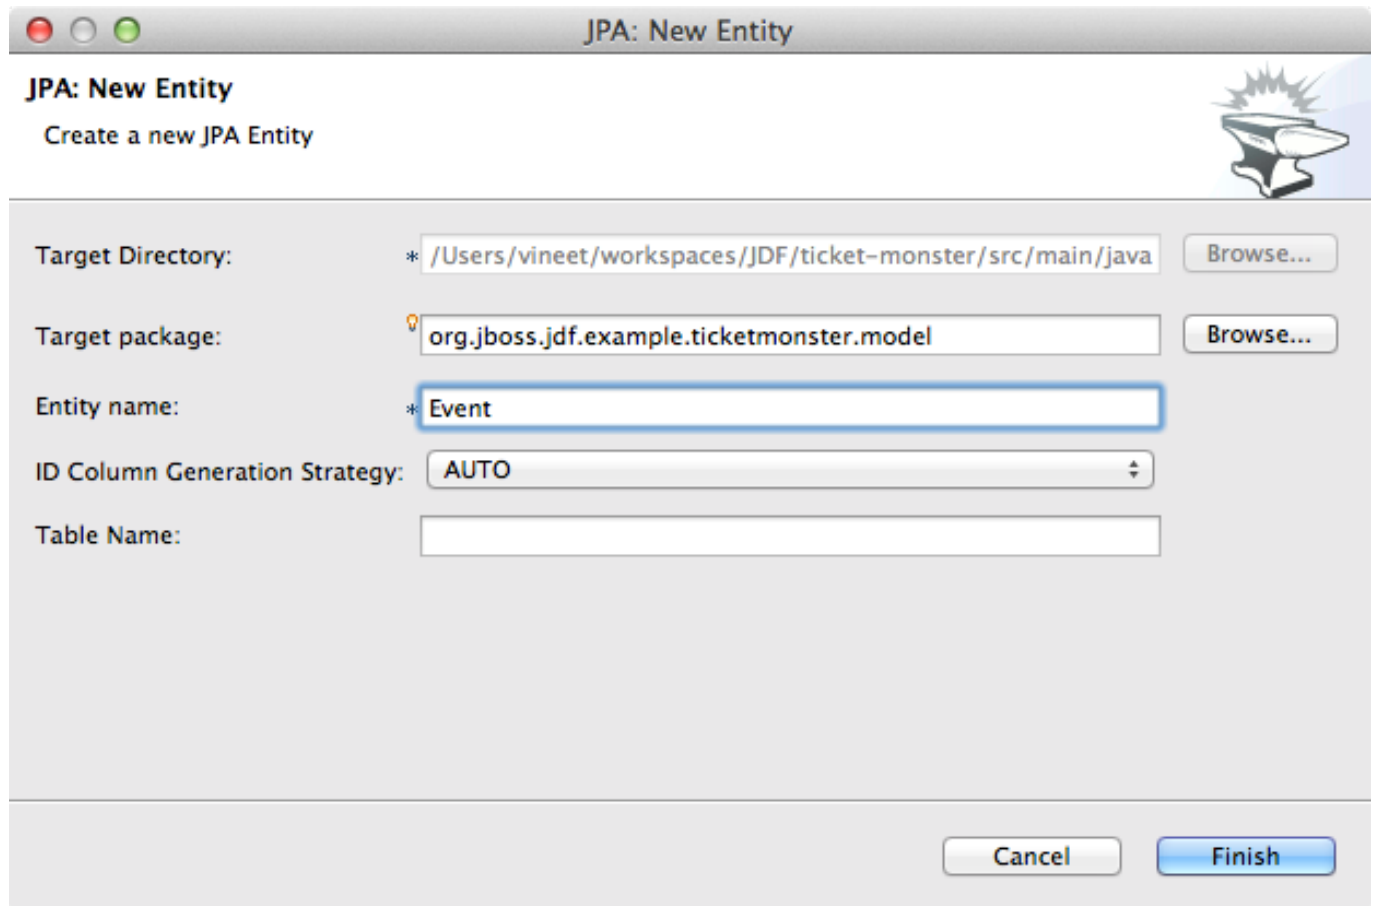 JPA: New Entity
JPA: New Entity
Create a new JPA Entity
Target Directory: * /Users/vineet/workspaces/JDF/ticket-monster/src/main/java Browse...
Target package: org.jboss.jdf.example.ticketmonster.model Browse...
Entity name: * Event
ID Column Generation Strategy: AUTO
Table Name:
Cancel Finish